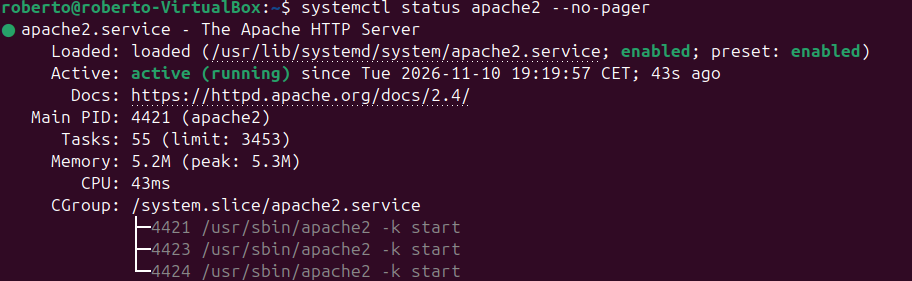 roberto@roberto-VirtualBox:~$ systemctl status apache2 --no-pager
● apache2.service - The Apache HTTP Server
     Loaded: loaded (/usr/lib/systemd/system/apache2.service; enabled; preset: enabled)
     Active: active (running) since Tue 2026-11-10 19:19:57 CET; 43s ago
       Docs: https://httpd.apache.org/docs/2.4/
   Main PID: 4421 (apache2)
      Tasks: 55 (limit: 3453)
     Memory: 5.2M (peak: 5.3M)
        CPU: 43ms
     CGroup: /system.slice/apache2.service
             ├─4421 /usr/sbin/apache2 -k start
             ├─4423 /usr/sbin/apache2 -k start
             └─4424 /usr/sbin/apache2 -k start